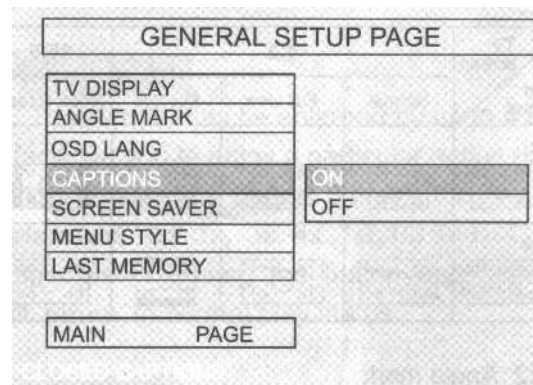 GENERAL SETUP PAGE
TV DISPLAY
ANGLE MARK
OSD LANG
CAPTIONS
ON
SCREEN SAVER
OFF
MENU STYLE
LAST MEMORY
MAIN PAGE